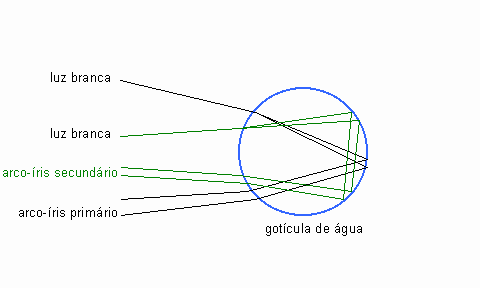 luz branca
luz branca
arco-íris secundário
arco-íris primário
gotícula de água